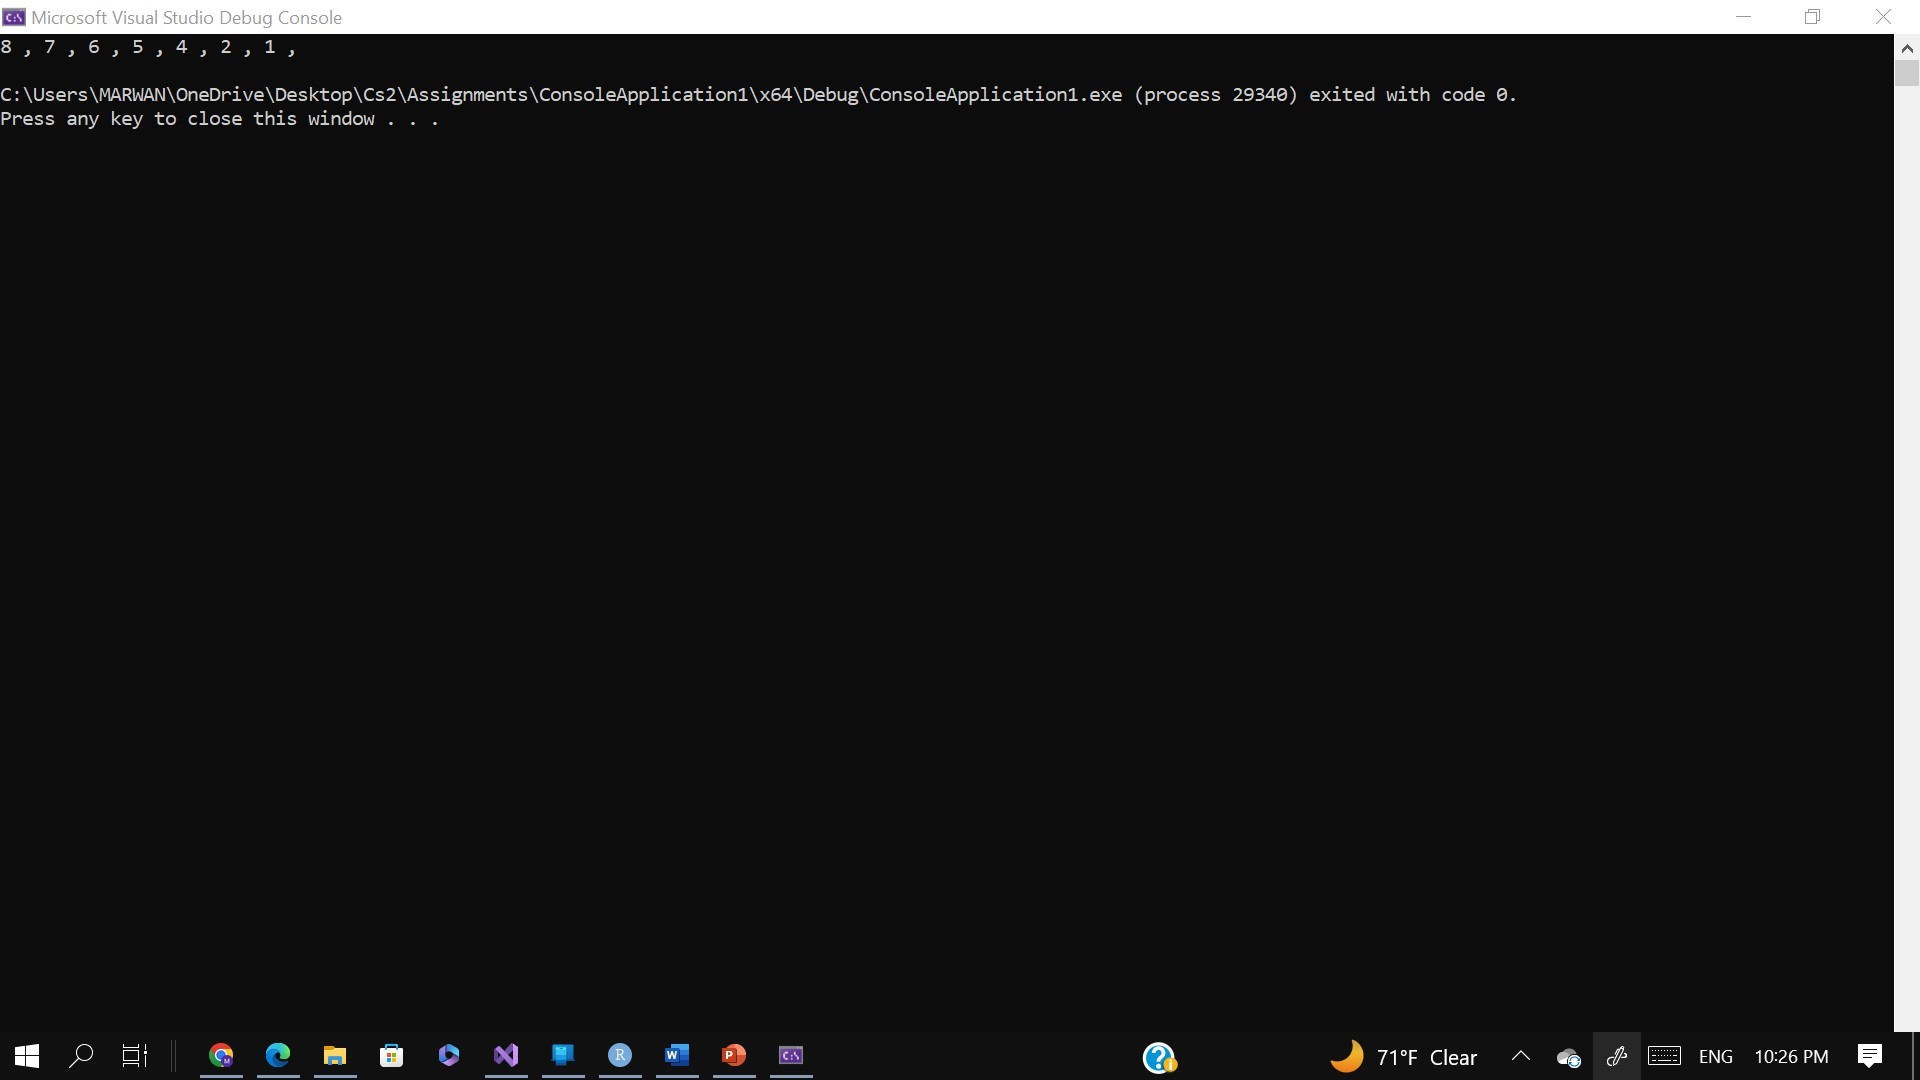 Microsoft Visual Studio Debug Console
8 , 7 , 6 , 5 , 4 , 2 , 1 ,
C:\Users\MARWAN\OneDrive\Desktop\Cs2\Assignments\ConsoleApplication1\x64\Debug\ConsoleApplication1.exe (process 29340) exited with code 0.
Press any key to close this window . . .
71°F Clear ENG 10:26 PM